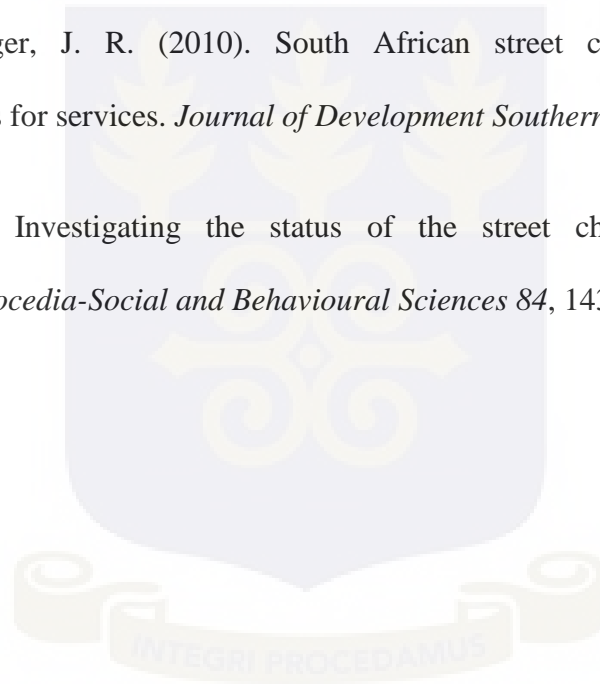 ger, J. R. (2010). South African street c
s for services. Journal of Development Southern
Investigating the status of the street ch
ocedia-Social and Behavioural Sciences 84, 143
INTEGRI PROCEDAMUS